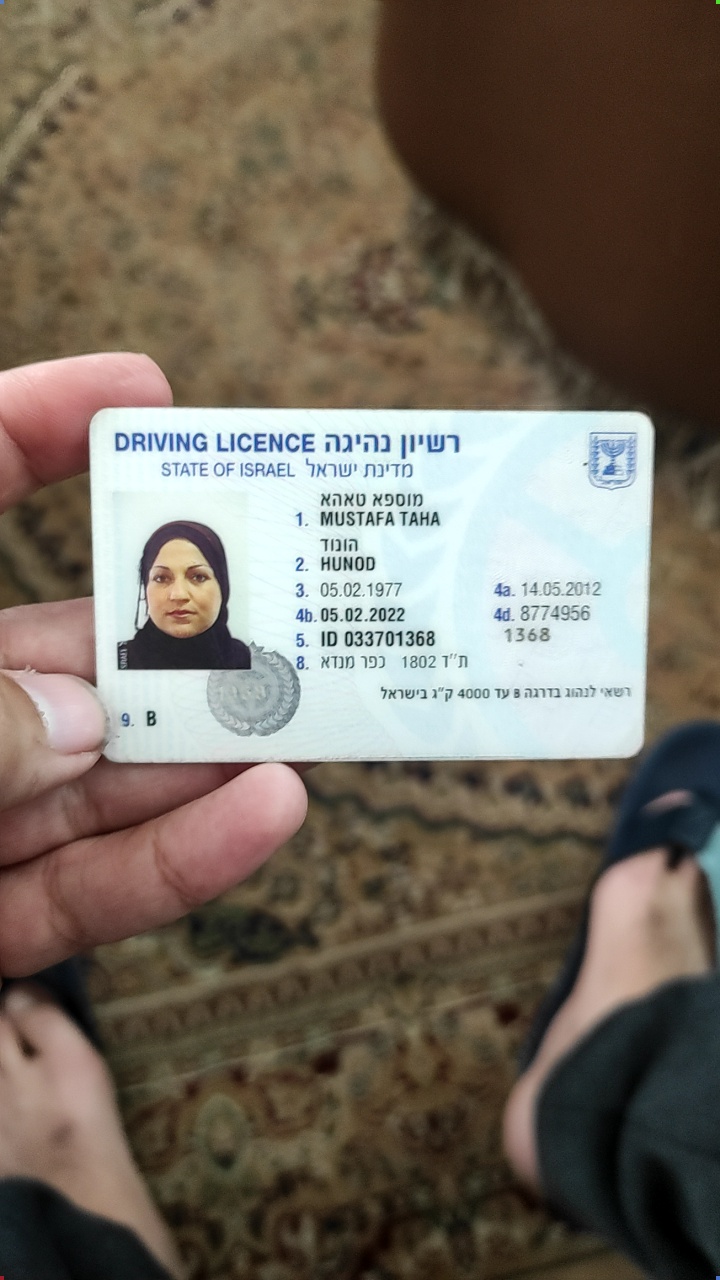 DRIVING LICENCE רשיון נהיגה
STATE OF ISRAEL מדינת ישראל
מוספא טאהא
1. MUSTAFA TAHA
הונוד
2. HUNOD
3. 05.02.1977 4a. 14.05.2012
4b. 05.02.2022 4d. 8774956
5. ID 033701368 1368
8. ת"ד 1802 כפר מנדא
רשאי לנהוג בדרגה B עד 4000 ק"ג בישראל
9. B